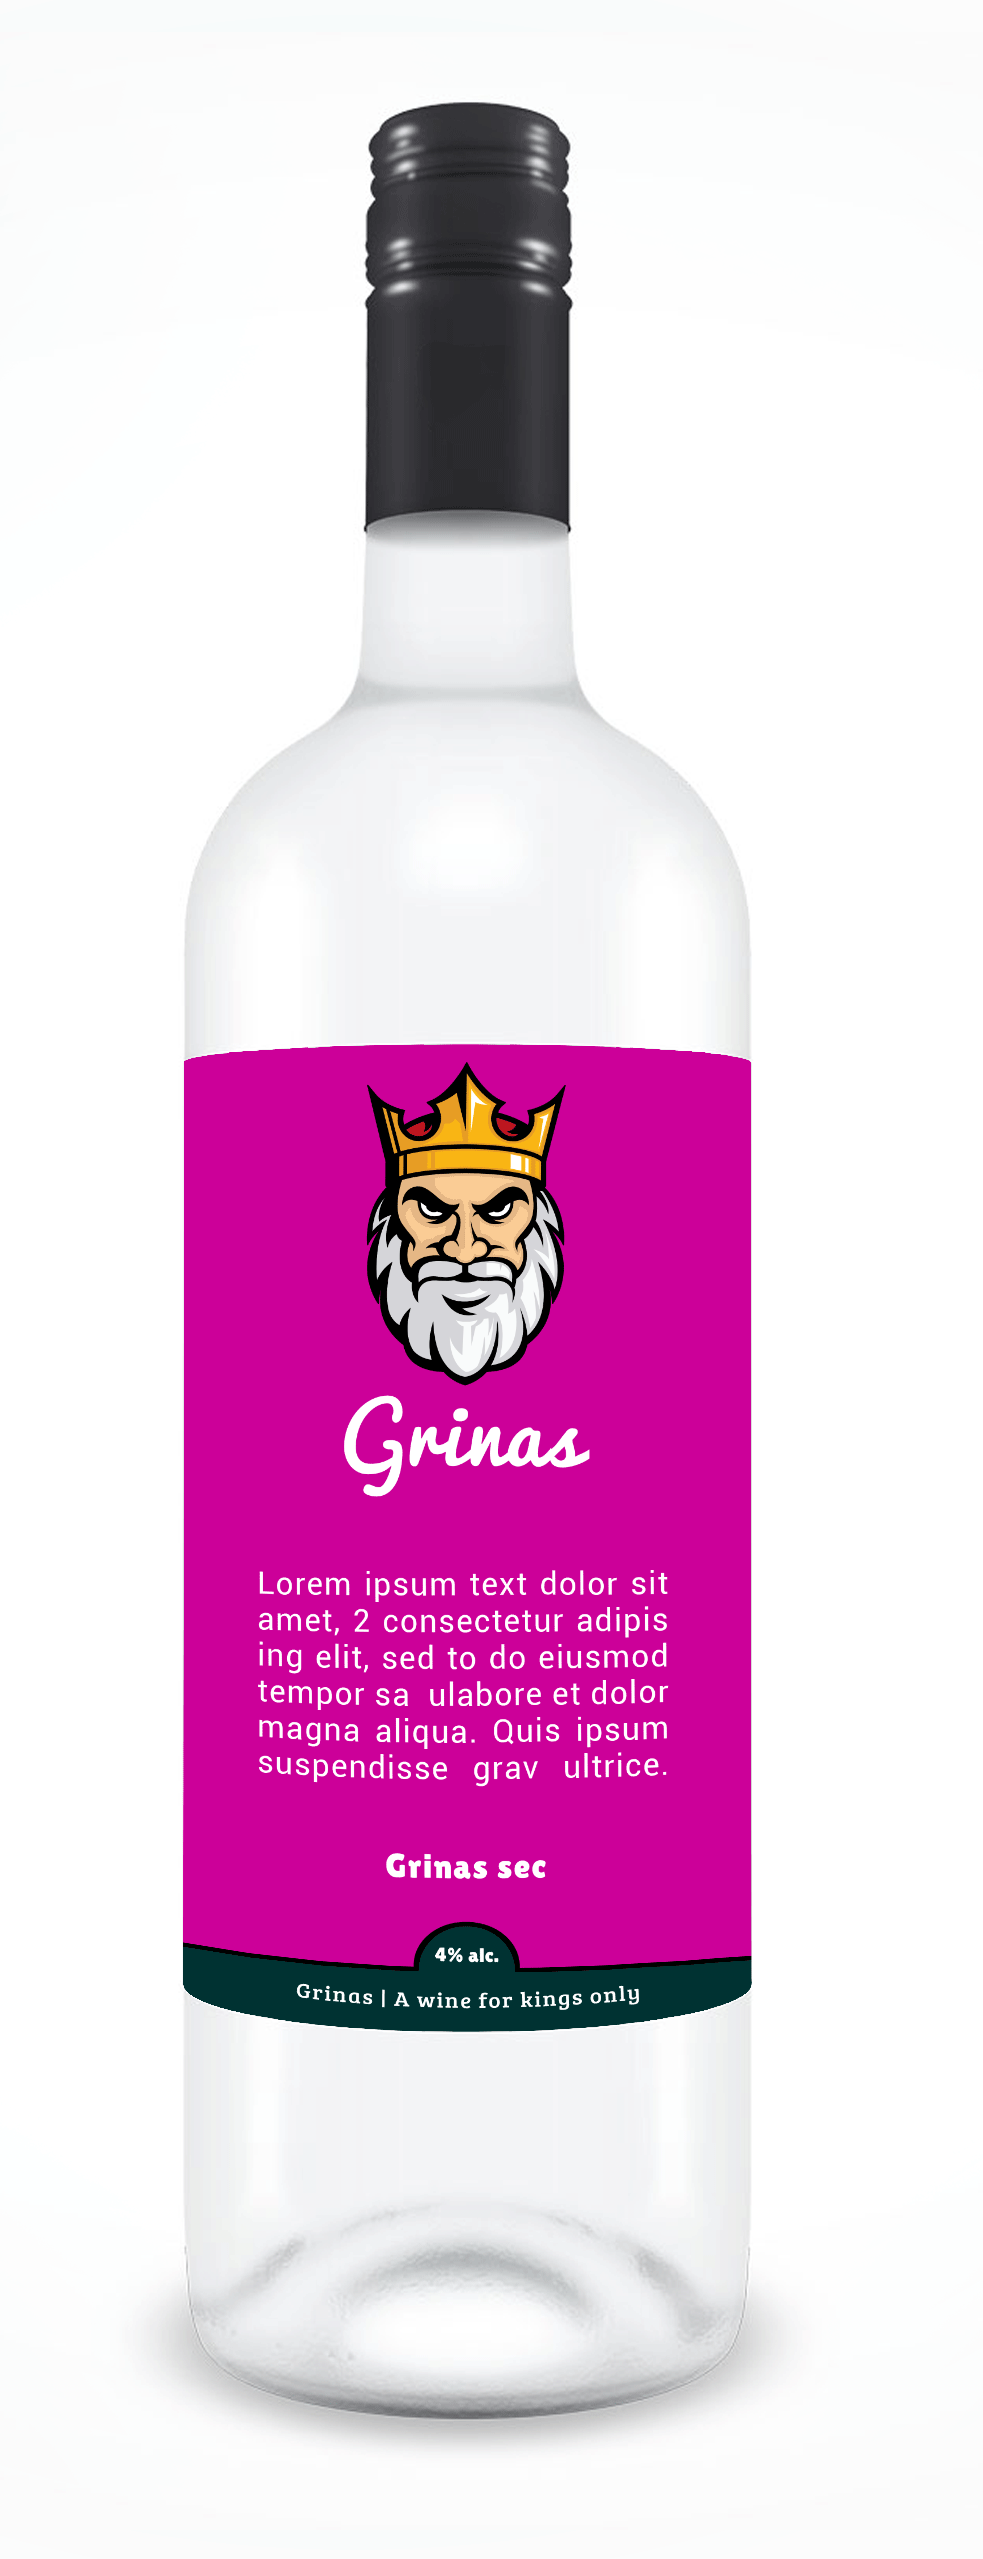 Grinas
Lorem ipsum text dolor sit
amet, 2 consectetur adipis
ing elit, sed to do eiusmod
tempor sa ulabore et dolor
magna aliqua. Quis ipsum
suspendisse grav ultrice.
Grinas sec
4% alc.
Grinas | A wine for kings only